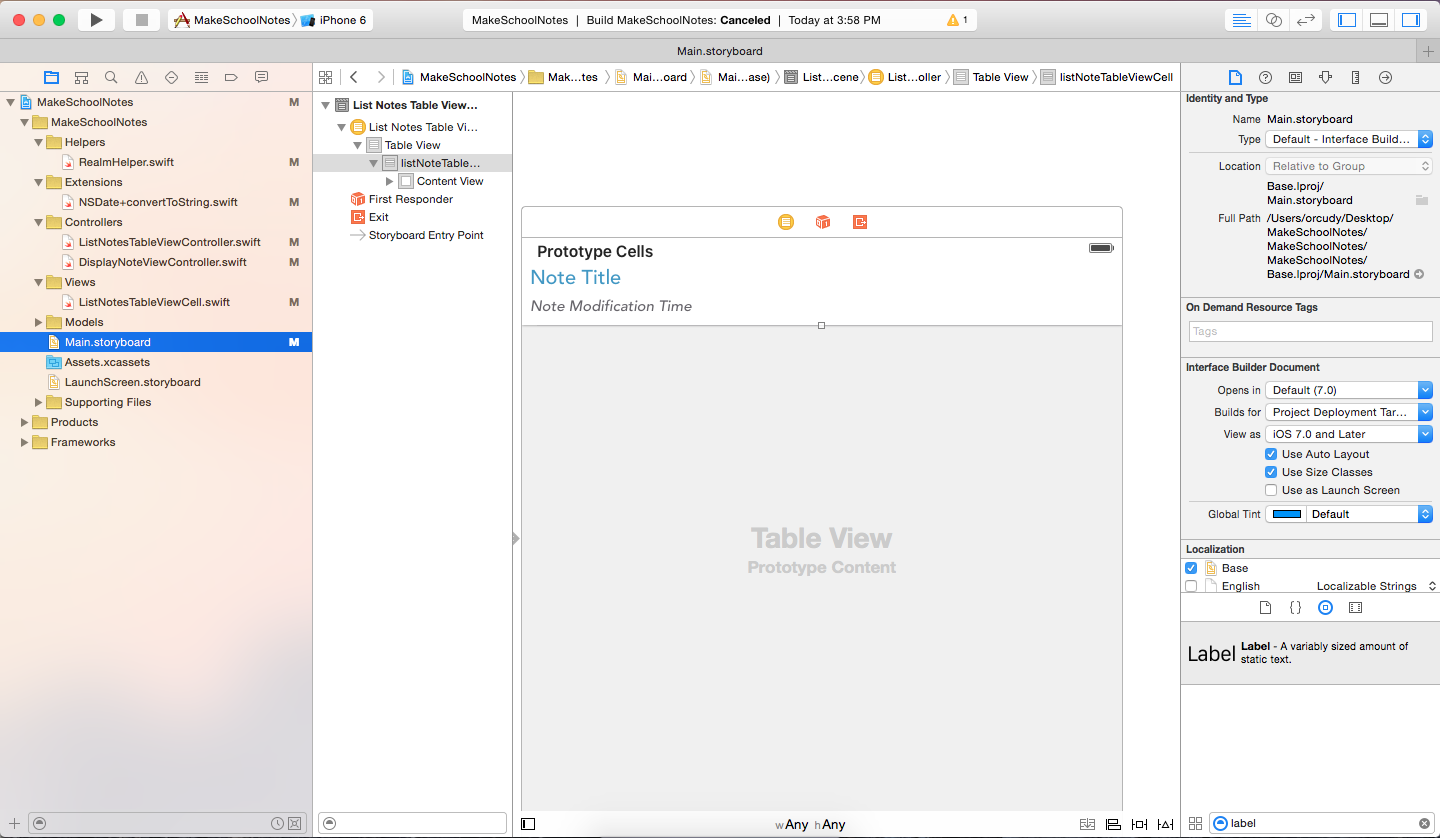 MakeSchoolNotes iPhone 6
MakeSchoolNotes | Build MakeSchoolNotes: Canceled | Today at 3:58 PM 1
Main.storyboard
MakeSchoolNotes Mak...tes Mai...oard Mai...ase) List...cene List...oller Table View listNoteTableViewCell
MakeSchoolNotes M
MakeSchoolNotes
Helpers
RealmHelper.swift M
Extensions
NSDate+convertToString.swift M
Controllers
ListNotesTableViewController.swift M
DisplayNoteViewController.swift M
Views
ListNotesTableViewCell.swift M
Models
Main.storyboard M
Assets.xcassets
LaunchScreen.storyboard
Supporting Files
Products
Frameworks
List Notes Table View...
List Notes Table Vi...
Table View
listNoteTable...
Content View
First Responder
Exit
Storyboard Entry Point
Prototype Cells
Note Title
Note Modification Time
Table View
Prototype Content
wAny hAny
Identity and Type
Name Main.storyboard
Type Default - Interface Build...
Location Relative to Group
Base.lproj/
Main.storyboard
Full Path /Users/orcudy/Desktop/
MakeSchoolNotes/
MakeSchoolNotes/
MakeSchoolNotes/
Base.lproj/Main.storyboard
On Demand Resource Tags
Tags
Interface Builder Document
Opens in Default (7.0)
Builds for Project Deployment Tar...
View as iOS 7.0 and Later
Use Auto Layout
Use Size Classes
Use as Launch Screen
Global Tint Default
Localization
Base
English Localizable Strings
{ }
Label Label - A variably sized amount of
static text.
label